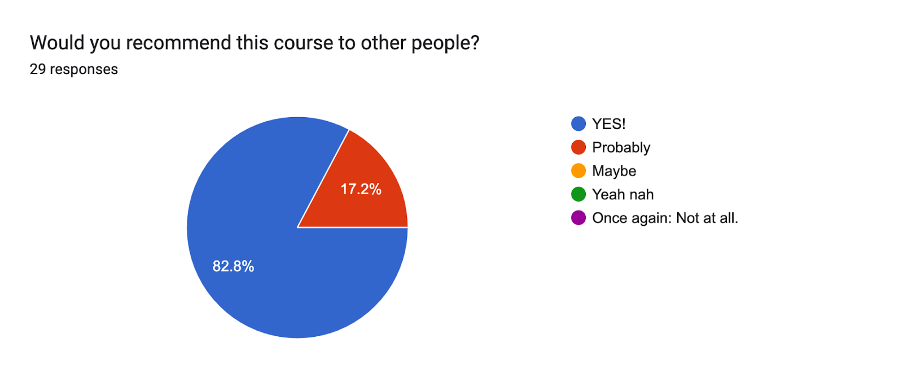 Would you recommend this course to other people?
29 responses
YES!
Probably
Maybe
Yeah nah
Once again: Not at all.
17.2%
82.8%